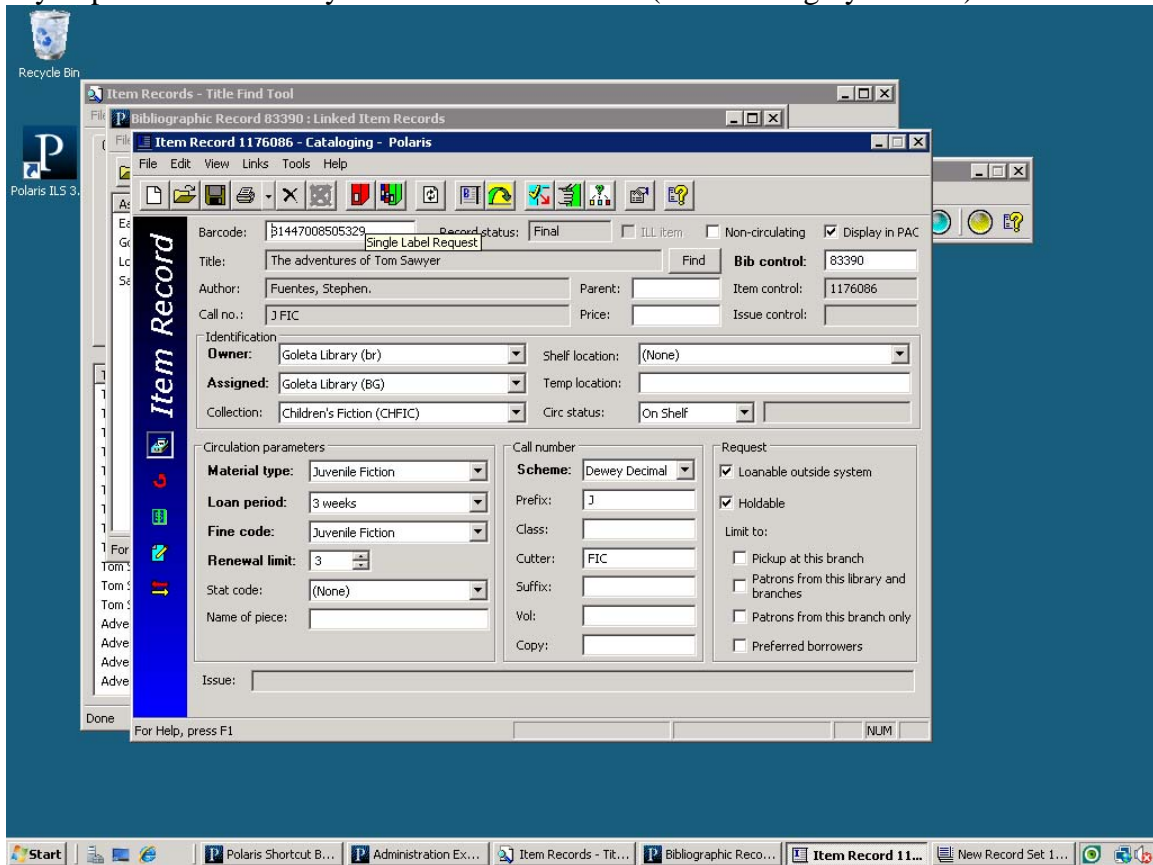 Recycle Bin
Polaris ILS 3.
Item Records - Title Find Tool
Bibliographic Record 83390 : Linked Item Records
Item Record 1176086 - Cataloging - Polaris
File Edit View Links Tools Help
Barcode: 31447008505329 Record status: Final ILL item Non-circulating Display in PAC
Single Label Request
Title: The adventures of Tom Sawyer Find Bib control: 83390
Author: Fuentes, Stephen. Parent: Item control: 1176086
Call no.: J FIC Price: Issue control:
Item Record
Identification
Owner: Goleta Library (br) Shelf location: (None)
Assigned: Goleta Library (BG) Temp location:
Collection: Children's Fiction (CHFIC) Circ status: On Shelf
Circulation parameters Call number Request
Material type: Juvenile Fiction Scheme: Dewey Decimal Loanable outside system
Loan period: 3 weeks Prefix: J Holdable
Fine code: Juvenile Fiction Class: Limit to:
Renewal limit: 3 Cutter: FIC Pickup at this branch
Stat code: (None) Suffix: Patrons from this library and
branches
Name of piece: Vol: Patrons from this branch only
Copy: Preferred borrowers
Issue:
For
Tom S
Tom S
Tom S
Adve
Adve
Adve
Adve
Done
For Help, press F1 NUM
Start Polaris Shortcut B... Administration Ex... Item Records - Tit... Bibliographic Reco... Item Record 11... New Record Set 1...